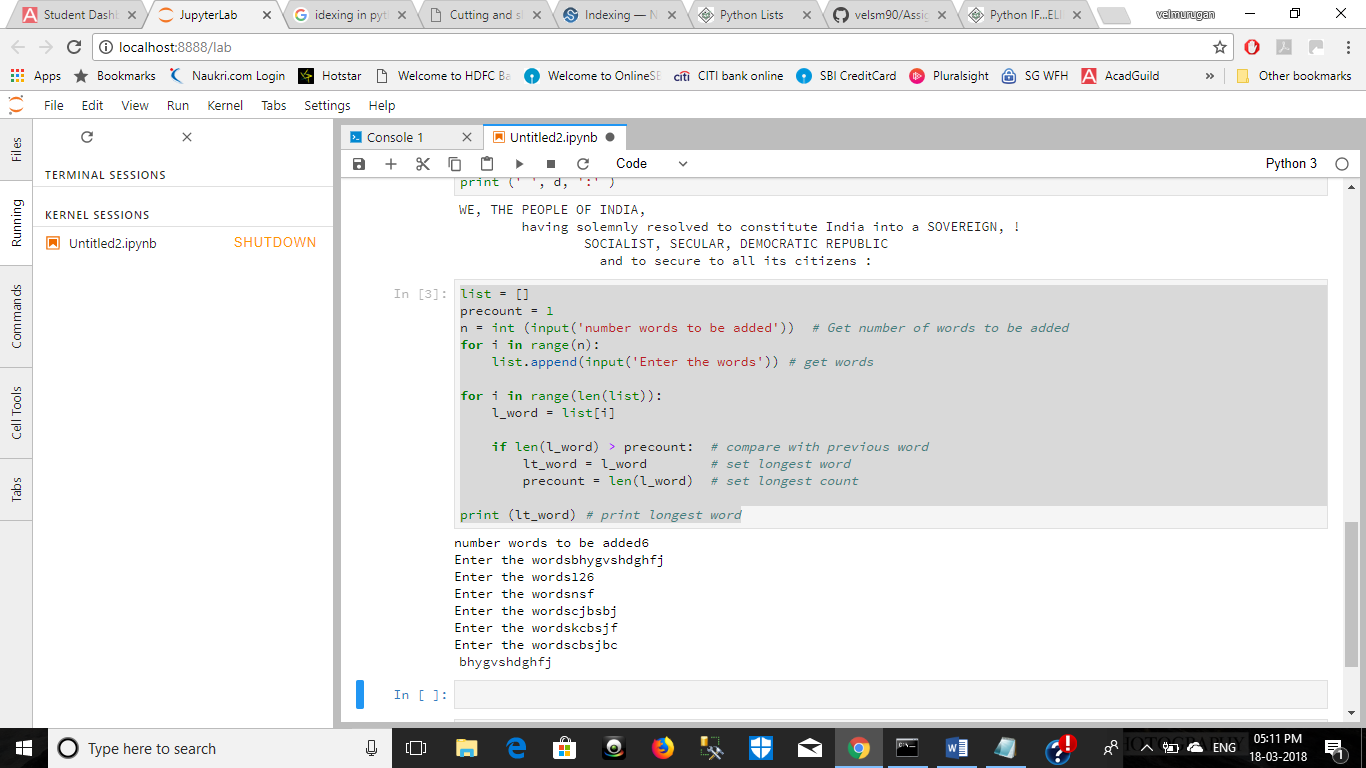 Student Dashb
JupyterLab
idexing in pyt
Cutting and sl
Indexing — N
Python Lists
velsm90/Assig
Python IF...ELI
velmurugan
localhost:8888/lab
Apps
Bookmarks
Naukri.com Login
Hotstar
Welcome to HDFC Ba
Welcome to OnlineSB
citi CITI bank online
SBI CreditCard
Pluralsight
SG WFH
AcadGuild
»
Other bookmarks
File Edit View Run Kernel Tabs Settings Help
Files
Running
Commands
Cell Tools
Tabs
TERMINAL SESSIONS
KERNEL SESSIONS
Untitled2.ipynb SHUTDOWN
Console 1
Untitled2.ipynb
Code
Python 3
print (' ', d, ':' )
WE, THE PEOPLE OF INDIA,
having solemnly resolved to constitute India into a SOVEREIGN, !
SOCIALIST, SECULAR, DEMOCRATIC REPUBLIC
and to secure to all its citizens :
In [3]:
list = []
precount = 1
n = int (input('number words to be added')) # Get number of words to be added
for i in range(n):
list.append(input('Enter the words')) # get words
for i in range(len(list)):
l_word = list[i]
if len(l_word) > precount: # compare with previous word
lt_word = l_word # set longest word
precount = len(l_word) # set longest count
print (lt_word) # print longest word
number words to be added6
Enter the wordsbhygvshdghfj
Enter the words126
Enter the wordsnsf
Enter the wordscjbsbj
Enter the wordskcbsjf
Enter the wordscbsjbc
bhygvshdghfj
In [ ]:
Type here to search
ENG
05:11 PM
18-03-2018
1